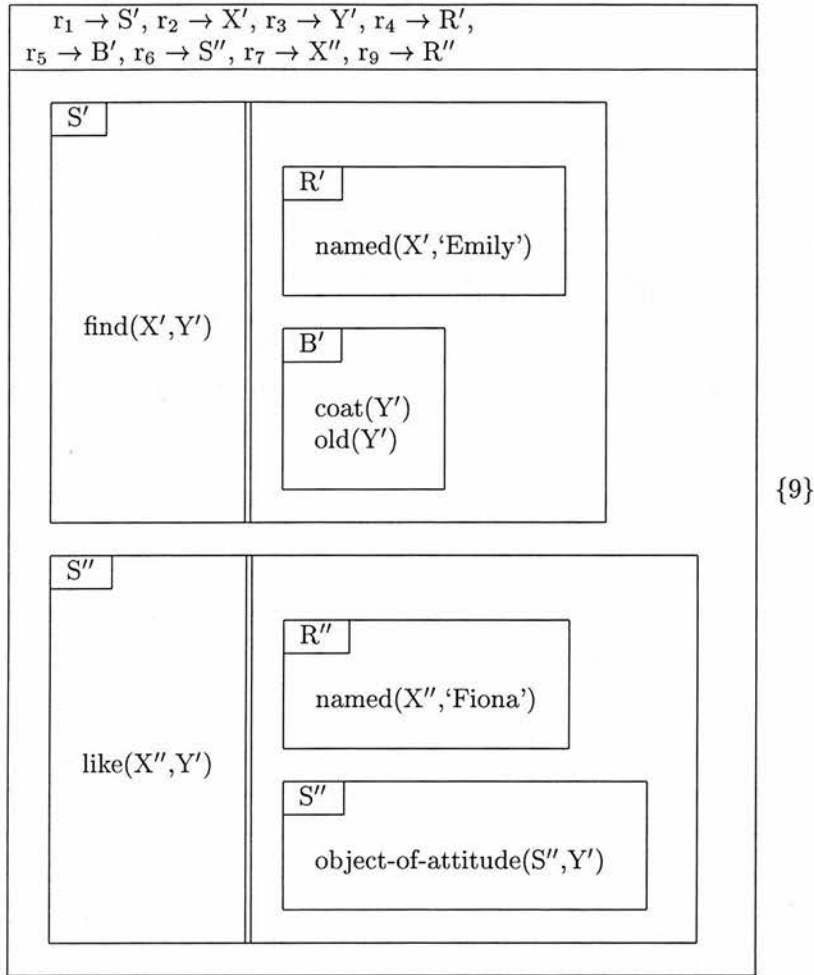 r₁ → S′, r₂ → X′, r₃ → Y′, r₄ → R′,
r₅ → B′, r₆ → S″, r₇ → X″, r₉ → R″
S′
R′
named(X′,‘Emily’)
find(X′,Y′)
B′
coat(Y′)
old(Y′)
{9}
S″
R″
named(X″,‘Fiona’)
like(X″,Y′)
S″
object-of-attitude(S″,Y′)